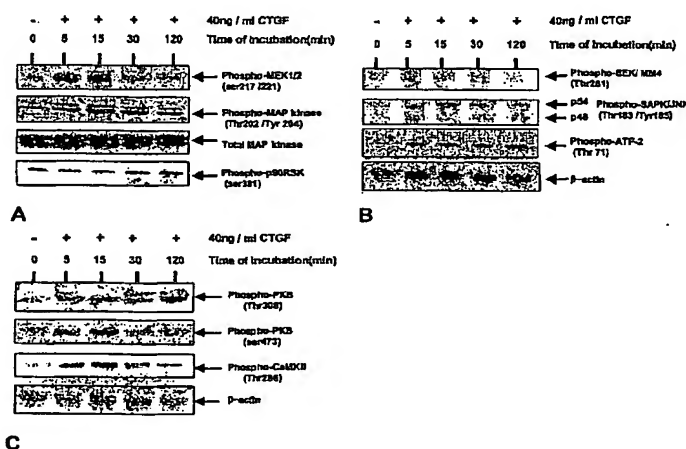 - + + + + 40ng / ml CTGF
0 5 15 30 120 Time of Incubation(min)
Phospho-MEK1/2
(ser217 /221)
Phospho-MAP kinase
(Thr202 /Tyr 204)
Total MAP kinase
Phospho-p90RSK
(ser381)
A
- + + + + 40ng / ml CTGF
0 5 15 30 120 Time of Incubation(min)
Phospho-SEK/ MM4
(Thr261)
p54 Phospho-SAPK/JNK
p46 (Thr183 /Tyr185)
Phospho-ATF-2
(Thr 71)
β-actin
B
- + + + + 40ng / ml CTGF
0 5 15 30 120 Time of Incubation(min)
Phospho-PKB
(Thr308)
Phospho-PKB
(ser473)
Phospho-CaMKII
(Thr286)
β-actin
C